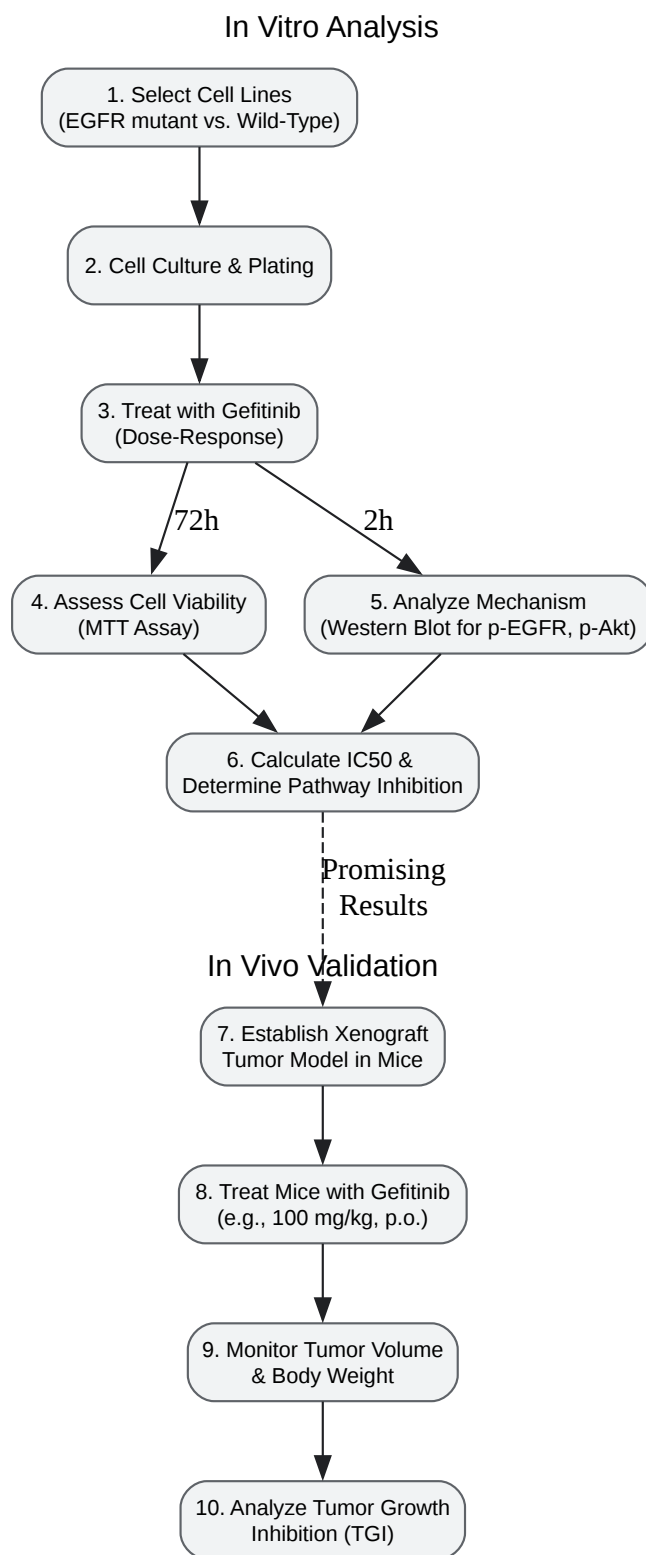 In Vitro Analysis
1. Select Cell Lines
(EGFR mutant vs. Wild-Type)
2. Cell Culture & Plating
3. Treat with Gefitinib
(Dose-Response)
72h
2h
4. Assess Cell Viability
(MTT Assay)
5. Analyze Mechanism
(Western Blot for p-EGFR, p-Akt)
6. Calculate IC50 &
Determine Pathway Inhibition
Promising
Results
In Vivo Validation
7. Establish Xenograft
Tumor Model in Mice
8. Treat Mice with Gefitinib
(e.g., 100 mg/kg, p.o.)
9. Monitor Tumor Volume
& Body Weight
10. Analyze Tumor Growth
Inhibition (TGI)